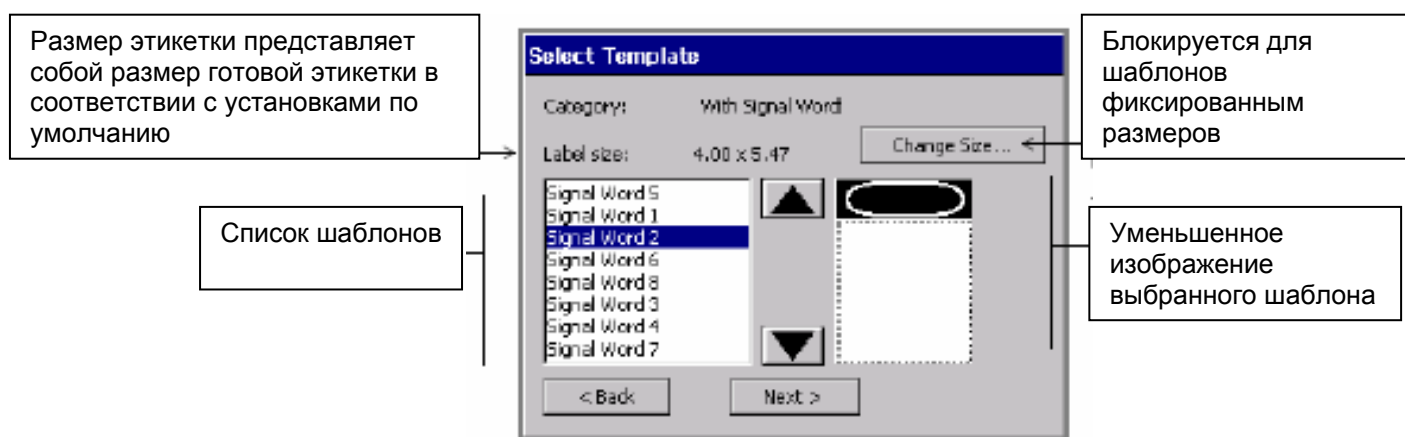 Размер этикетки представляет
собой размер готовой этикетки в
соответствии с установками по
умолчанию
Select Template
Category: With Signal Word
Label size: 4.00 x 5.47
Change Size...
Signal Word 5
Signal Word 1
Signal Word 2
Signal Word 6
Signal Word 8
Signal Word 3
Signal Word 4
Signal Word 7
< Back
Next >
Блокируется для
шаблонов
фиксированным
размеров
Список шаблонов
Уменьшенное
изображение
выбранного шаблона